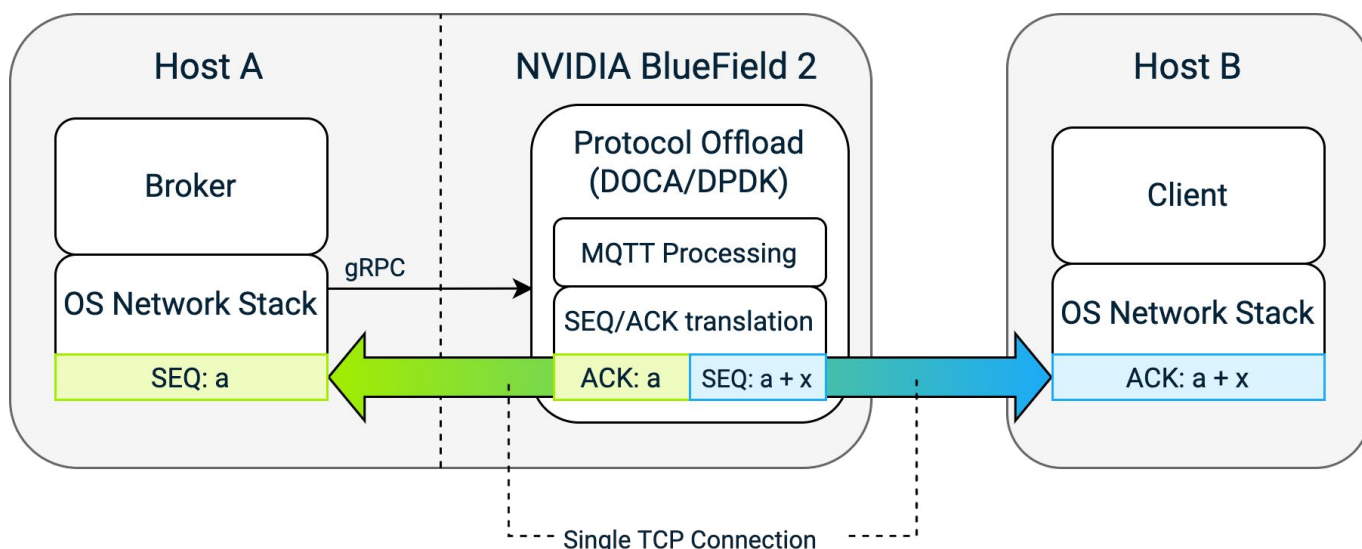 Host A
NVIDIA BlueField 2
Host B
Broker
Protocol Offload
(DOCA/DPDK)
Client
MQTT Processing
gRPC
OS Network Stack
SEQ/ACK translation
OS Network Stack
SEQ: a
ACK: a
SEQ: a + x
ACK: a + x
Single TCP Connection